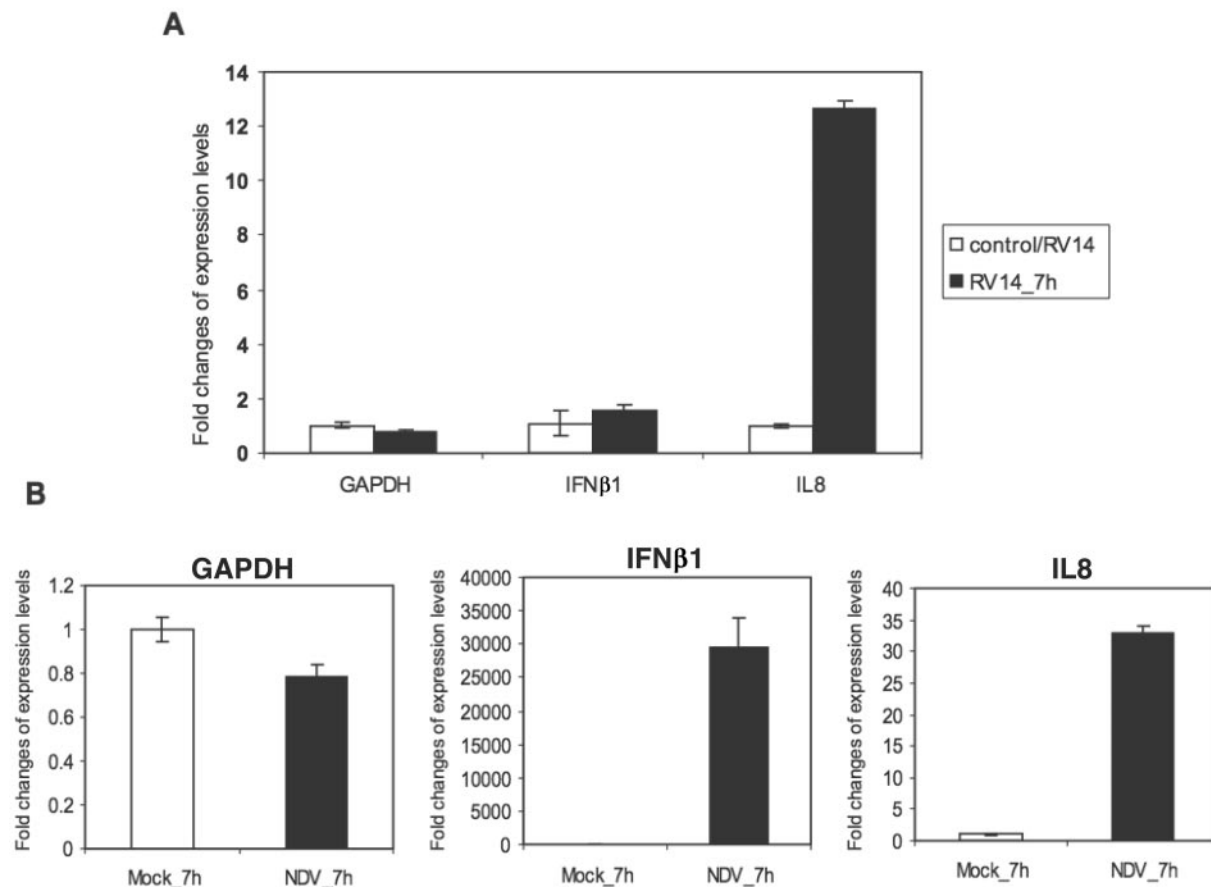 A
Fold changes of expression levels
14
12
10
8
6
4
2
0
GAPDH
IFNβ1
IL8
control/RV14
RV14_7h
B
GAPDH
Fold changes of expression levels
1.2
1
0.8
0.6
0.4
0.2
0
Mock_7h
NDV_7h
IFNβ1
Fold changes of expression levels
40000
35000
30000
25000
20000
15000
10000
5000
0
Mock_7h
NDV_7h
IL8
Fold changes of expression levels
40
35
30
25
20
15
10
5
0
Mock_7h
NDV_7h